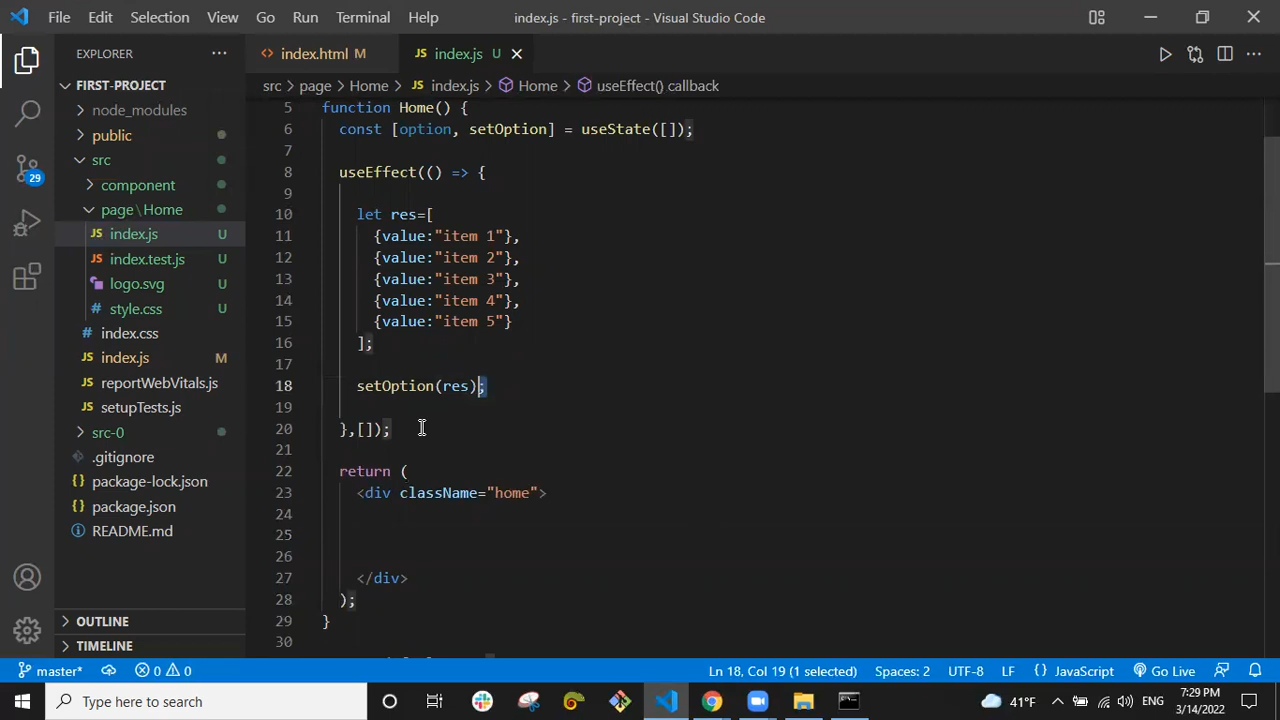 File Edit Selection View Go Run Terminal Help
index.js - first-project - Visual Studio Code
EXPLORER
index.html M
index.js U
FIRST-PROJECT
src > page > Home > index.js > Home > useEffect() callback
node_modules
public
src
component
page\Home
index.js U
index.test.js U
logo.svg U
style.css U
index.css
index.js M
reportWebVitals.js
setupTests.js
src-0
.gitignore
package-lock.json
package.json
README.md
OUTLINE
TIMELINE
29
5 function Home() {
6 const [option, setOption] = useState([]);
7
8 useEffect(() => {
9
10 let res=[
11 {value:"item 1"},
12 {value:"item 2"},
13 {value:"item 3"},
14 {value:"item 4"},
15 {value:"item 5"}
16 ];
17
18 setOption(res);
19
20 },[]);
21
22 return (
23 <div className="home">
24
25
26
27 </div>
28 );
29 }
30
master* 0 0
Ln 18, Col 19 (1 selected) Spaces: 2 UTF-8 LF JavaScript Go Live
Type here to search
41°F ENG
7:29 PM
3/14/2022